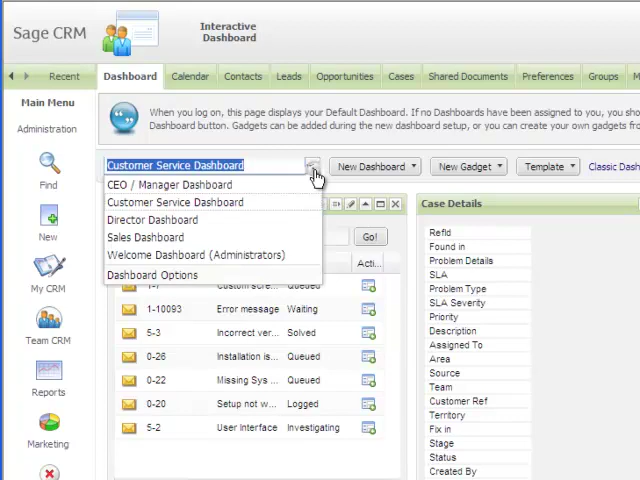 Sage CRM
Interactive
Dashboard
Recent
Dashboard
Calendar
Contacts
Leads
Opportunities
Cases
Shared Documents
Preferences
Groups
M
Main Menu
Administration
Find
New
My CRM
Team CRM
Reports
Marketing
When you log on, this page displays your Default Dashboard. If no Dashboards have been assigned to you, you sho
Dashboard button. Gadgets can be added during the new dashboard setup, or you can create your own gadgets fro
Customer Service Dashboard
New Dashboard
New Gadget
Template
Classic Dash
CEO / Manager Dashboard
Customer Service Dashboard
Director Dashboard
Sales Dashboard
Welcome Dashboard (Administrators)
Dashboard Options
Go!
Acti...
1-7 Custom scre... Queued
1-10093 Error message Waiting
5-3 Incorrect ver... Solved
0-26 Installation is... Queued
0-22 Missing Sys ... Queued
0-20 Setup not w... Logged
5-2 User Interface Investigating
Case Details
RefId
Found in
Problem Details
SLA
Problem Type
SLA Severity
Priority
Description
Assigned To
Area
Source
Team
Customer Ref
Territory
Fix in
Stage
Status
Created By